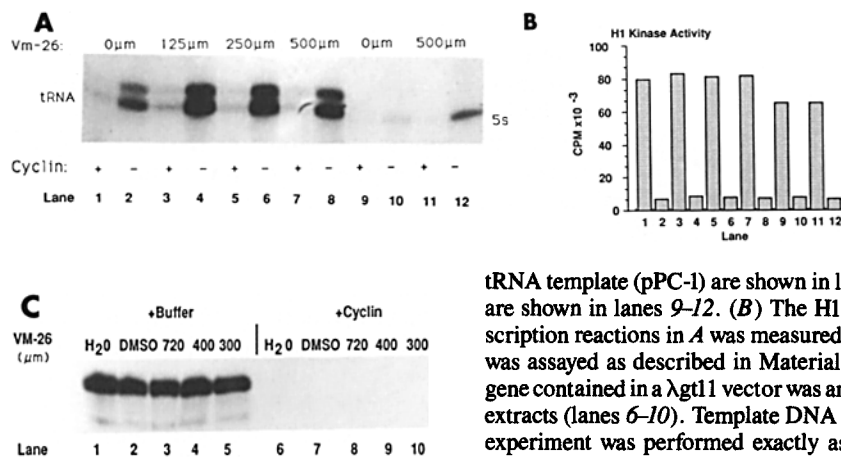 A
Vm-26: 0μm 125μm 250μm 500μm 0μm 500μm
tRNA
5s
Cyclin: + – + – + – + – + – + –
Lane 1 2 3 4 5 6 7 8 9 10 11 12
B
H1 Kinase Activity
100
80
60
40
20
0
CPM x10 -3
1 2 3 4 5 6 7 8 9 10 11 12
Lane
C
+Buffer +Cyclin
VM-26 (μm) H20 DMSO 720 400 300 H20 DMSO 720 400 300
Lane 1 2 3 4 5 6 7 8 9 10
tRNA template (pPC-1) are shown in l
are shown in lanes 9–12. (B) The H1
scription reactions in A was measured
was assayed as described in Material
gene contained in a λgt11 vector was an
extracts (lanes 6–10). Template DNA
experiment was performed exactly as